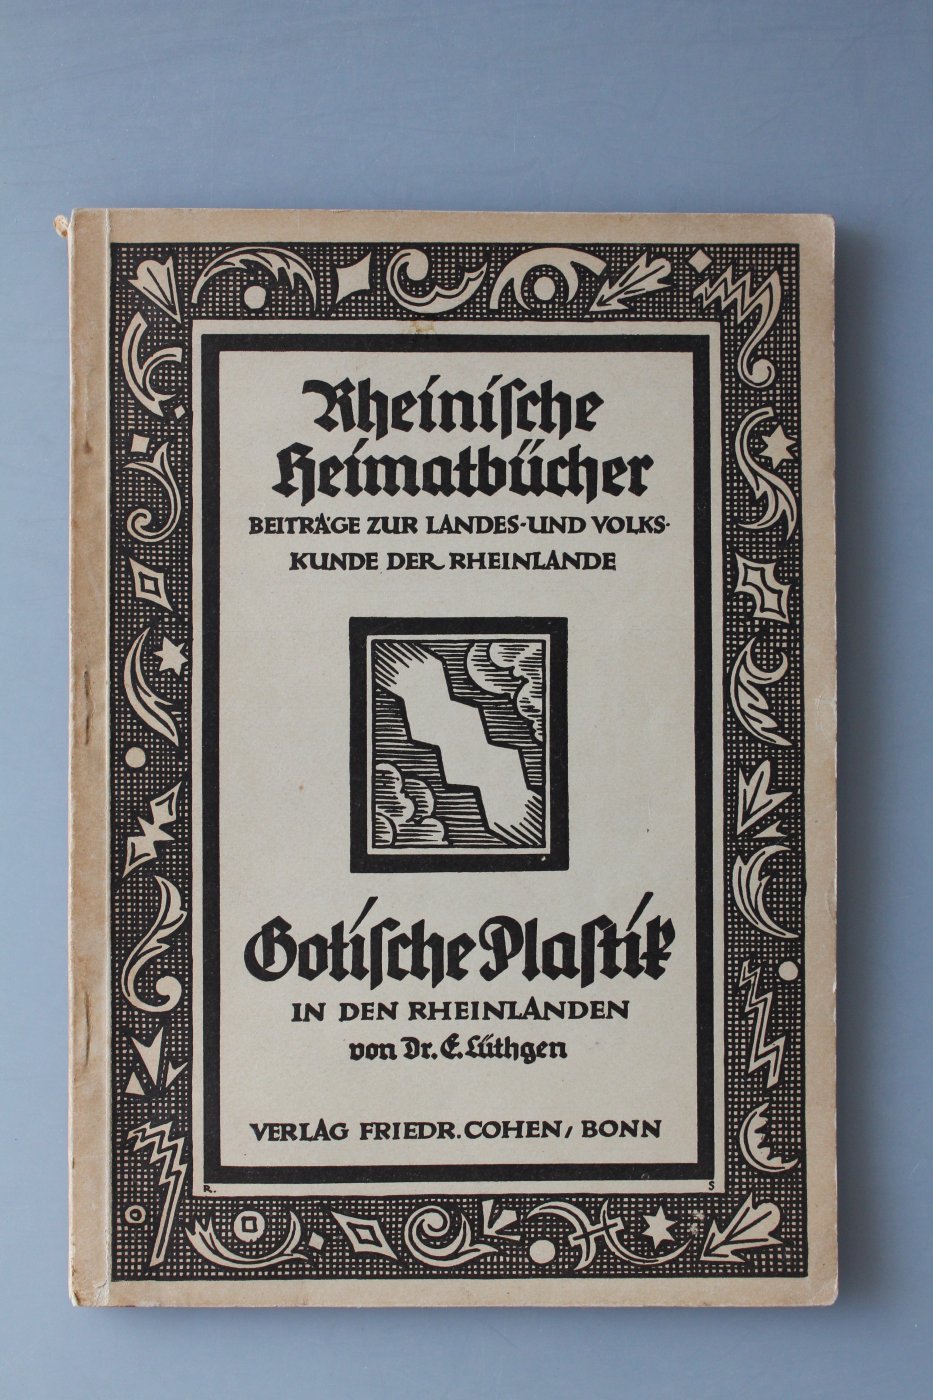 Rheinische
Heimatbücher
BEITRÄGE ZUR LANDES-UND VOLKS-
KUNDE DER RHEINLANDE
Gotische Plastik
IN DEN RHEINLANDEN
von Dr. E. Lüthgen
VERLAG FRIEDR. COHEN, BONN
R. S